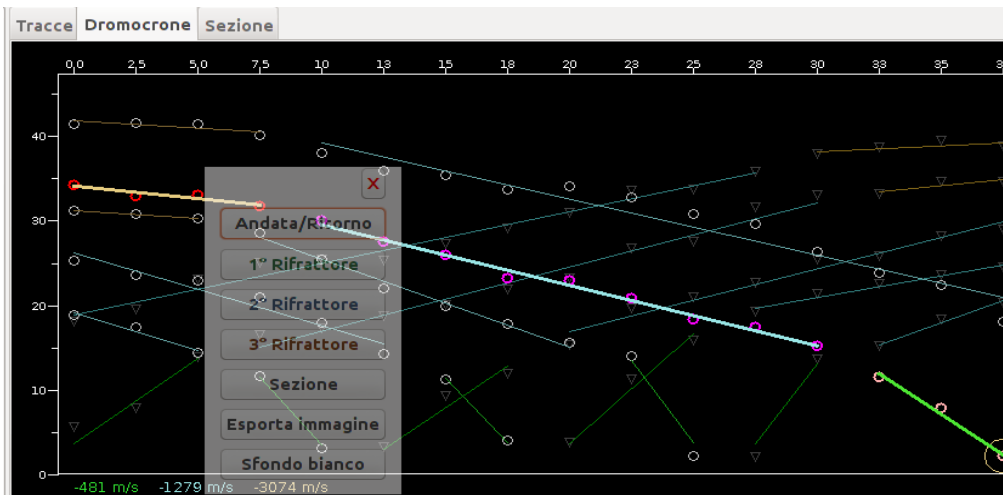 Tracce Dromocrone Sezione
0,0 2,5 5,0 7,5 10 13 15 18 20 23 25 28 30 33 35
40
30
20
10
0
X
Andata/Ritorno
1° Rifrattore
2° Rifrattore
3° Rifrattore
Sezione
Esporta immagine
Sfondo bianco
-481 m/s -1279 m/s -3074 m/s